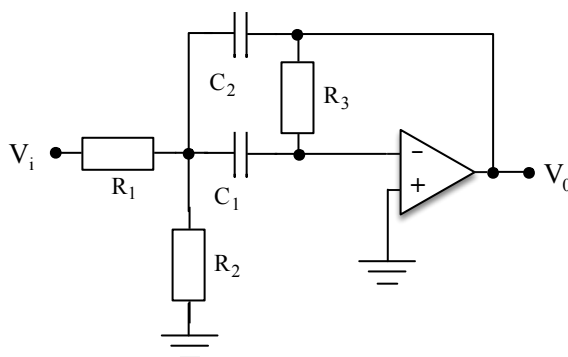 C₂
R₃
Vᵢ
R₁
C₁
−
+
V₀
R₂